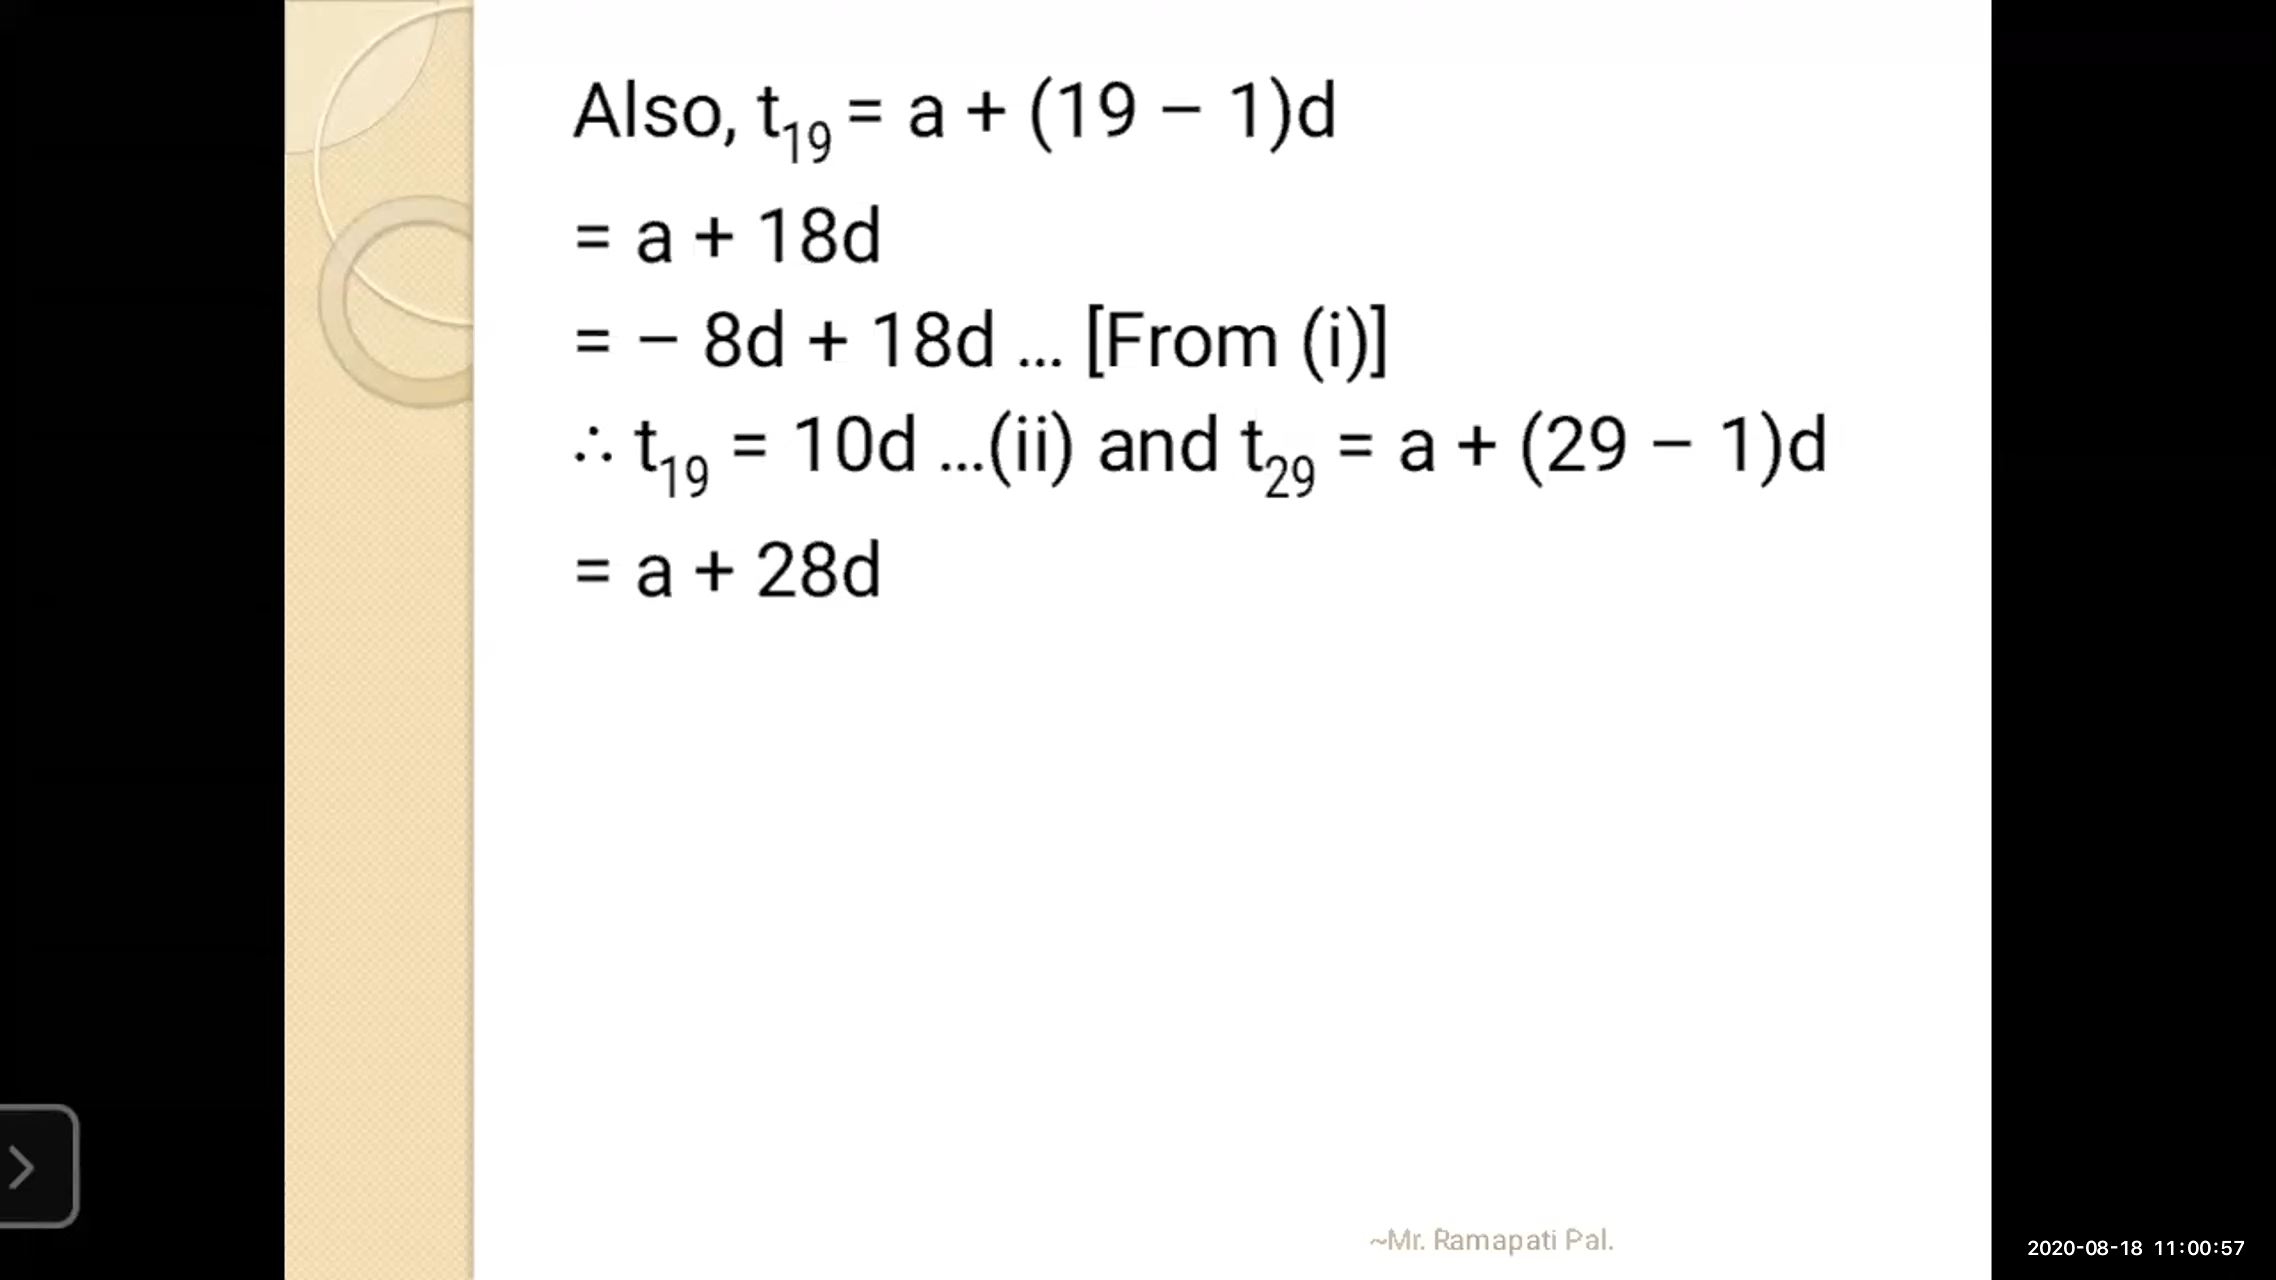 Also, t₁₉ = a + (19 – 1)d
= a + 18d
= – 8d + 18d … [From (i)]
∴ t₁₉ = 10d …(ii) and t₂₉ = a + (29 – 1)d
= a + 28d
~Mr. Ramapati Pal.
2020-08-18 11:00:57